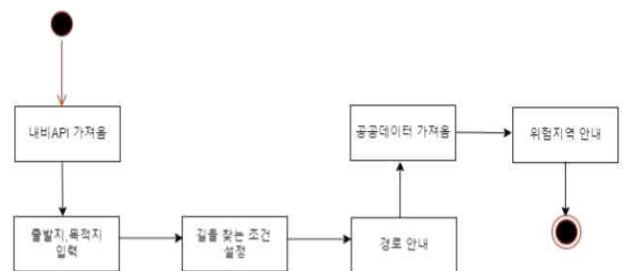 내비API 가져옴
출발지,목적지
입력
길을 찾는 조건
설정
경로 안내
공공데이터 가져옴
위험지역 안내